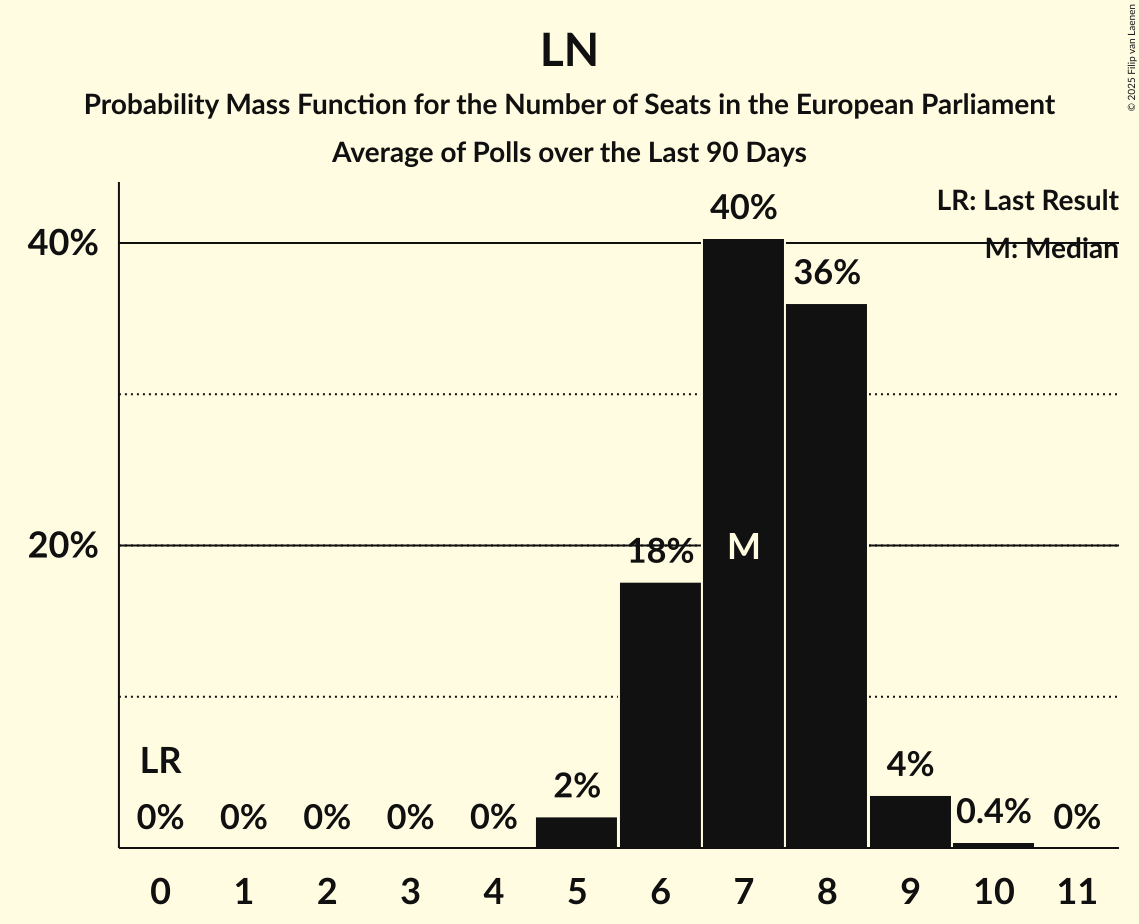 LN
Probability Mass Function for the Number of Seats in the European Parliament
Average of Polls over the Last 90 Days
© 2025 Filip van Laenen
LR: Last Result
M: Median
40%
20%
LR
0%
0%
0%
0%
0%
2%
18%
40%
M
36%
4%
0.4%
0%
0 1 2 3 4 5 6 7 8 9 10 11